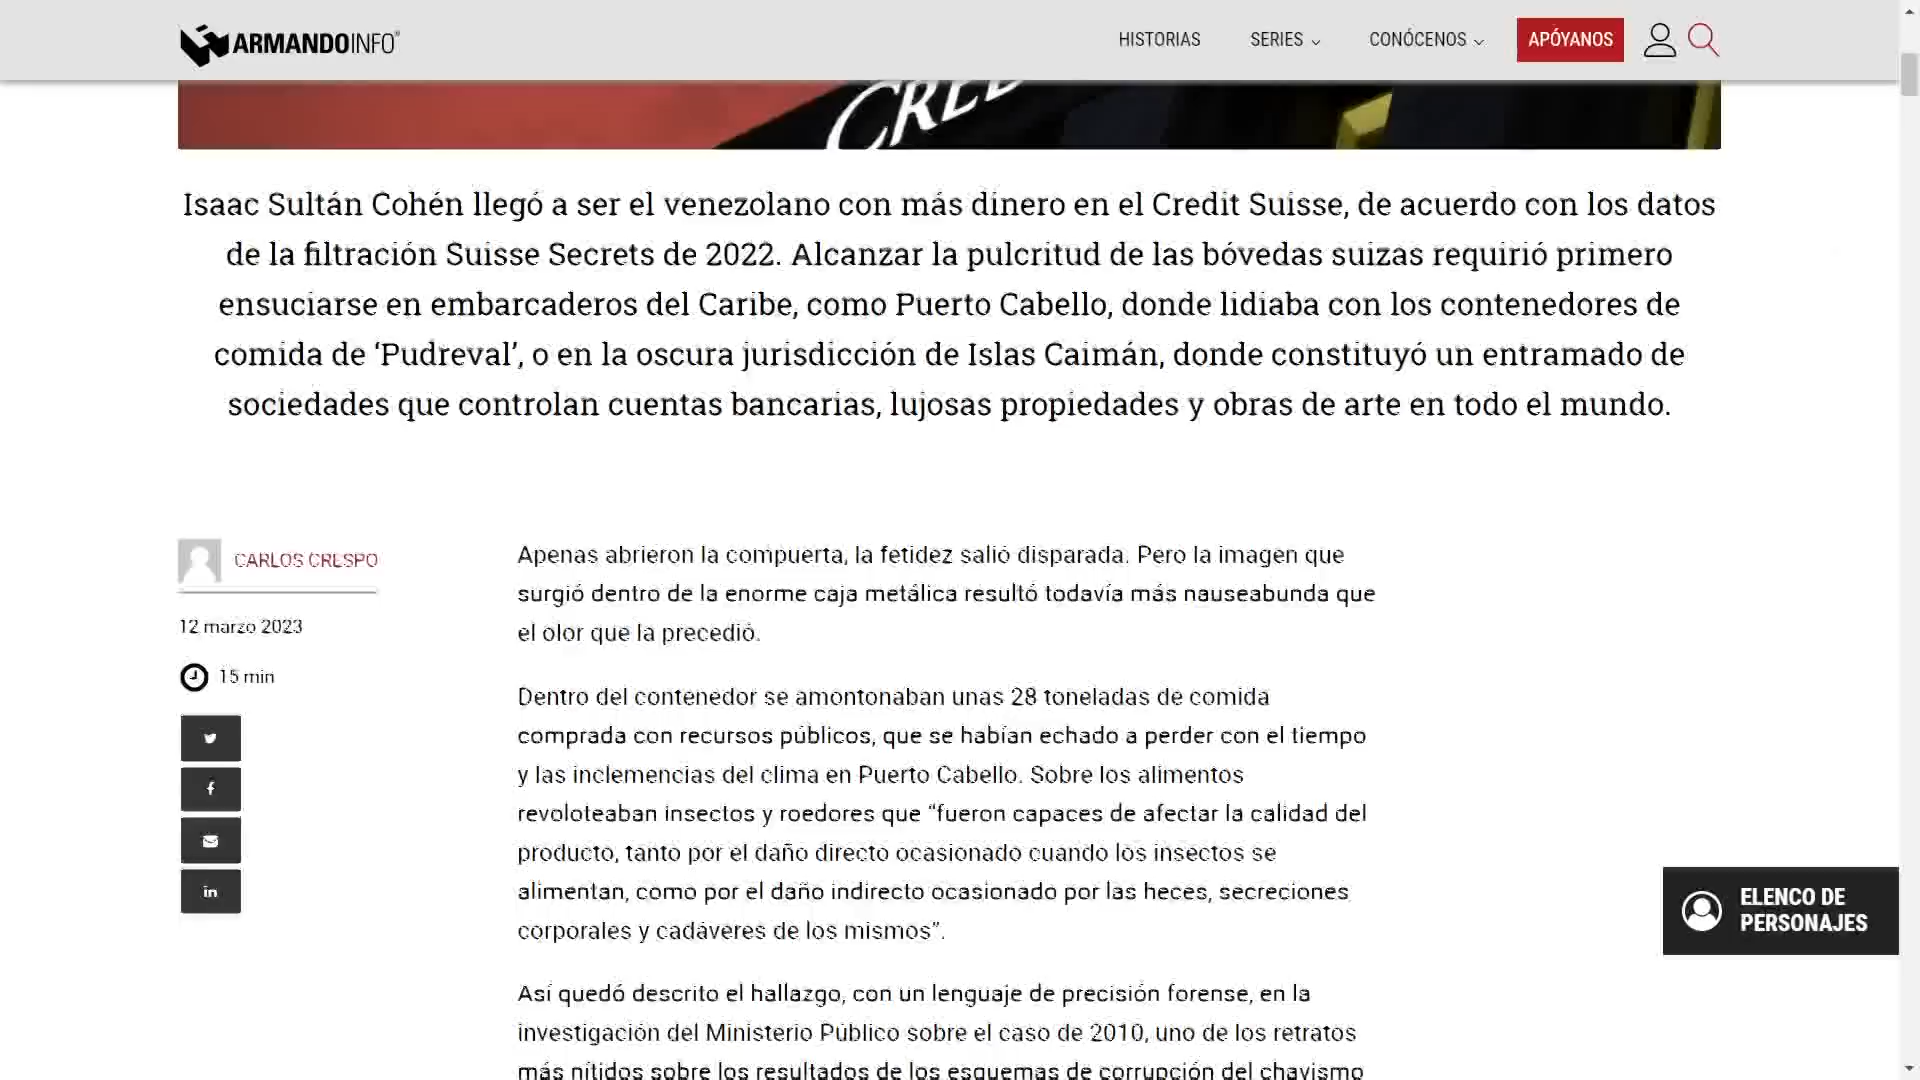 ARMANDOINFO
HISTORIAS
SERIES
CONÓCENOS
APÓYANOS
CRED
Isaac Sultán Cohén llegó a ser el venezolano con más dinero en el Credit Suisse, de acuerdo con los datos
de la filtración Suisse Secrets de 2022. Alcanzar la pulcritud de las bóvedas suizas requirió primero
ensuciarse en embarcaderos del Caribe, como Puerto Cabello, donde lidiaba con los contenedores de
comida de ‘Pudreval’, o en la oscura jurisdicción de Islas Caimán, donde constituyó un entramado de
sociedades que controlan cuentas bancarias, lujosas propiedades y obras de arte en todo el mundo.
CARLOS CRESPO
12 marzo 2023
15 min
Apenas abrieron la compuerta, la fetidez salió disparada. Pero la imagen que
surgió dentro de la enorme caja metálica resultó todavía más nauseabunda que
el olor que la precedió.
Dentro del contenedor se amontonaban unas 28 toneladas de comida
comprada con recursos públicos, que se habían echado a perder con el tiempo
y las inclemencias del clima en Puerto Cabello. Sobre los alimentos
revoloteaban insectos y roedores que “fueron capaces de afectar la calidad del
producto, tanto por el daño directo ocasionado cuando los insectos se
alimentan, como por el daño indirecto ocasionado por las heces, secreciones
corporales y cadáveres de los mismos”.
Así quedó descrito el hallazgo, con un lenguaje de precisión forense, en la
investigación del Ministerio Público sobre el caso de 2010, uno de los retratos
más nítidos sobre los resultados de los esquemas de corrupción del chavismo
ELENCO DE
PERSONAJES